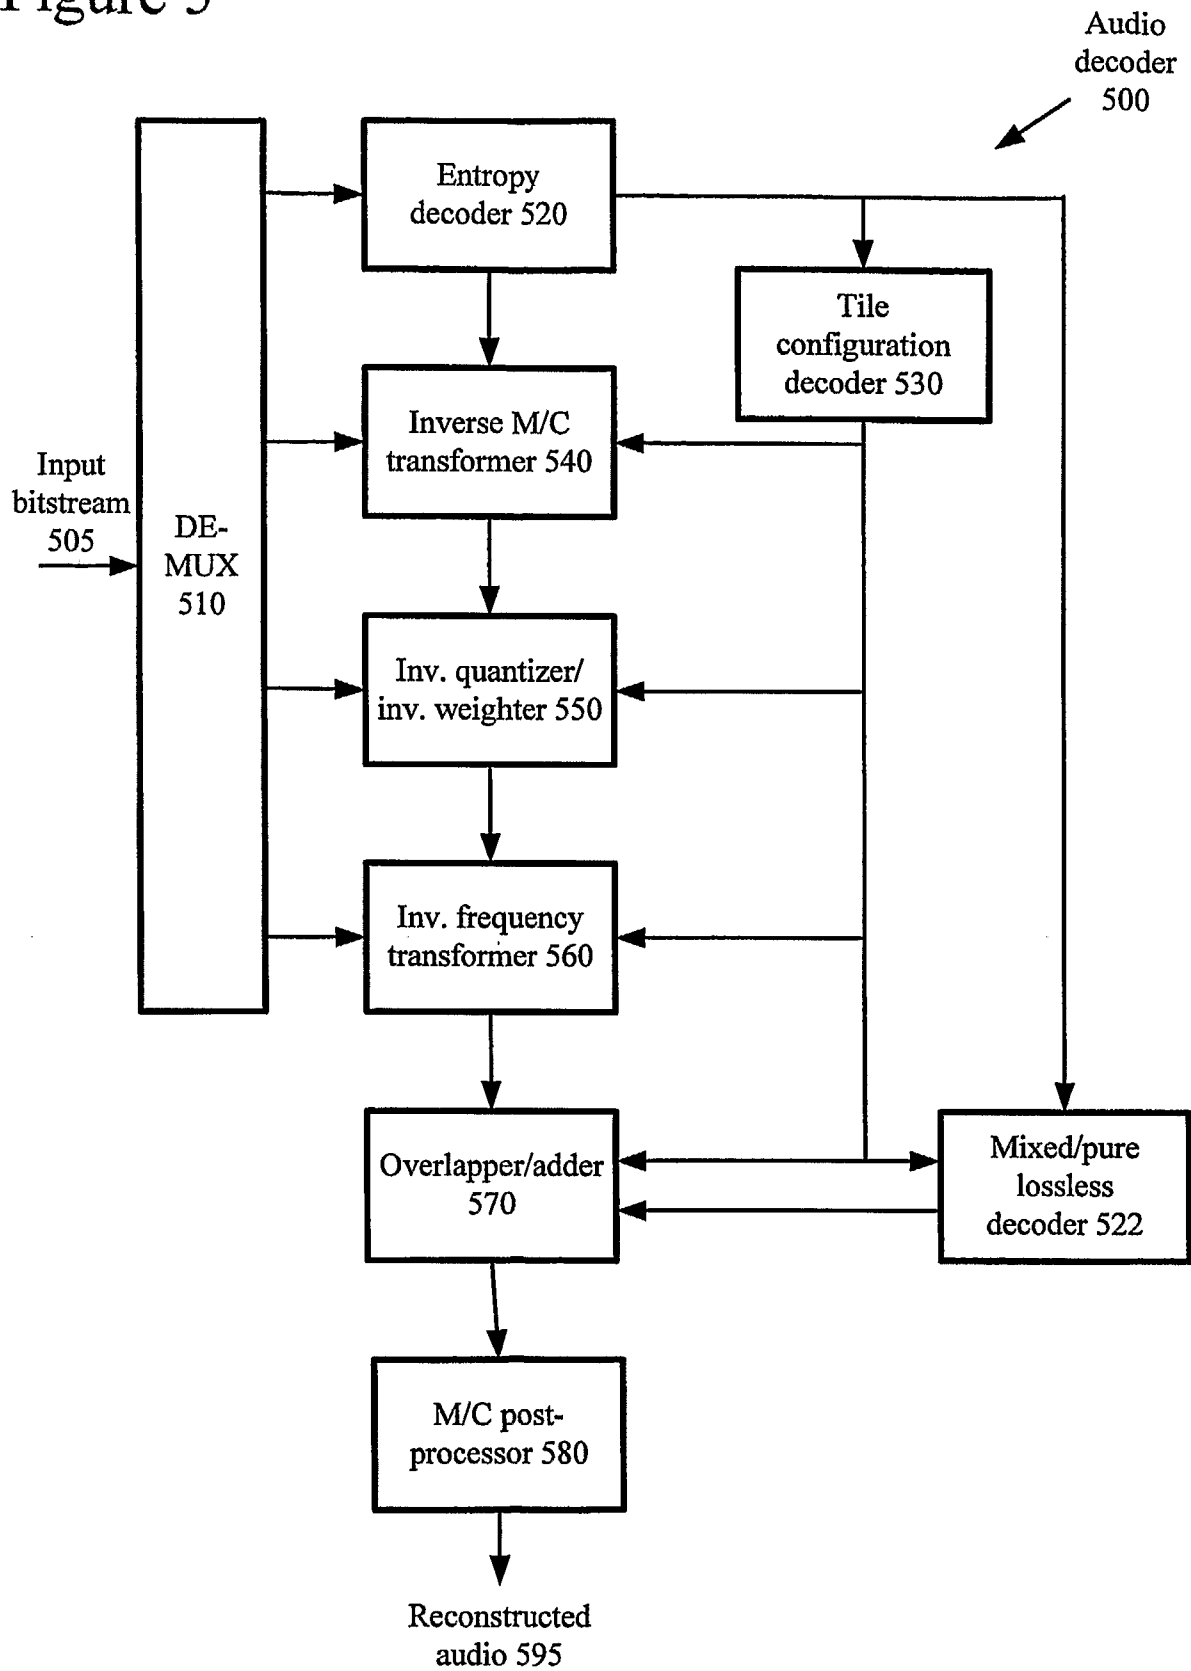 Figure 5
Audio
decoder
500
Entropy
decoder 520
Tile
configuration
decoder 530
Inverse M/C
transformer 540
Input
bitstream
505
DE-
MUX
510
Inv. quantizer/
inv. weighter 550
Inv. frequency
transformer 560
Overlapper/adder
570
Mixed/pure
lossless
decoder 522
M/C post-
processor 580
Reconstructed
audio 595